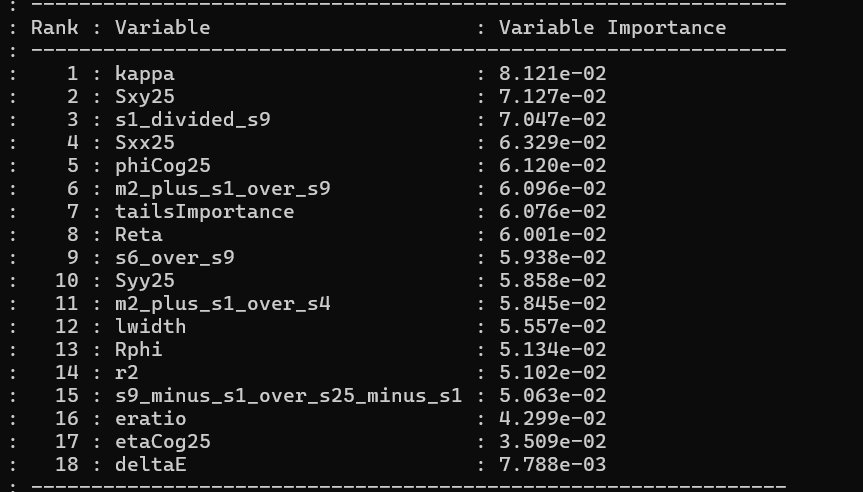 : --------------------------------------------------------------
: Rank : Variable                      : Variable Importance
: --------------------------------------------------------------
:    1 : kappa                         : 8.121e-02
:    2 : Sxy25                         : 7.127e-02
:    3 : s1_divided_s9                 : 7.047e-02
:    4 : Sxx25                         : 6.329e-02
:    5 : phiCog25                      : 6.120e-02
:    6 : m2_plus_s1_over_s9            : 6.096e-02
:    7 : tailsImportance               : 6.076e-02
:    8 : Reta                          : 6.001e-02
:    9 : s6_over_s9                    : 5.938e-02
:   10 : Syy25                         : 5.858e-02
:   11 : m2_plus_s1_over_s4            : 5.845e-02
:   12 : lwidth                        : 5.557e-02
:   13 : Rphi                          : 5.134e-02
:   14 : r2                            : 5.102e-02
:   15 : s9_minus_s1_over_s25_minus_s1 : 5.063e-02
:   16 : eratio                        : 4.299e-02
:   17 : etaCog25                      : 3.509e-02
:   18 : deltaE                        : 7.788e-03
: --------------------------------------------------------------